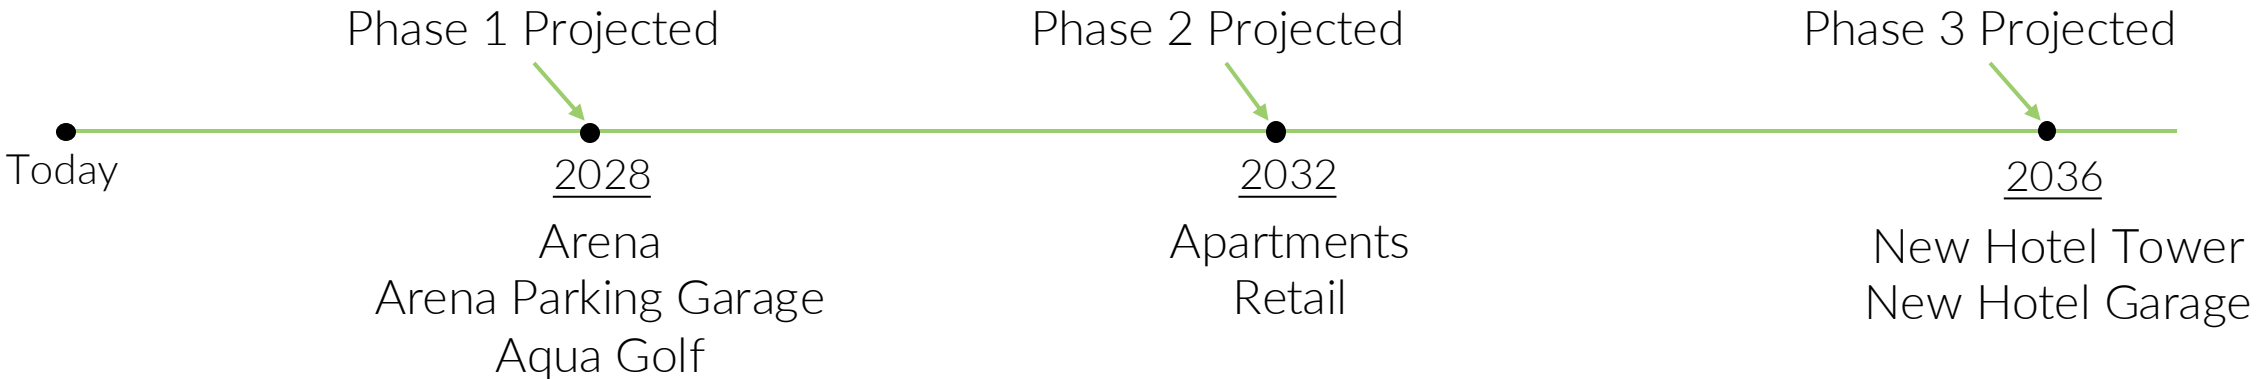 Phase 1 Projected
Phase 2 Projected
Phase 3 Projected
Today
2028
Arena
Arena Parking Garage
Aqua Golf
2032
Apartments
Retail
2036
New Hotel Tower
New Hotel Garage